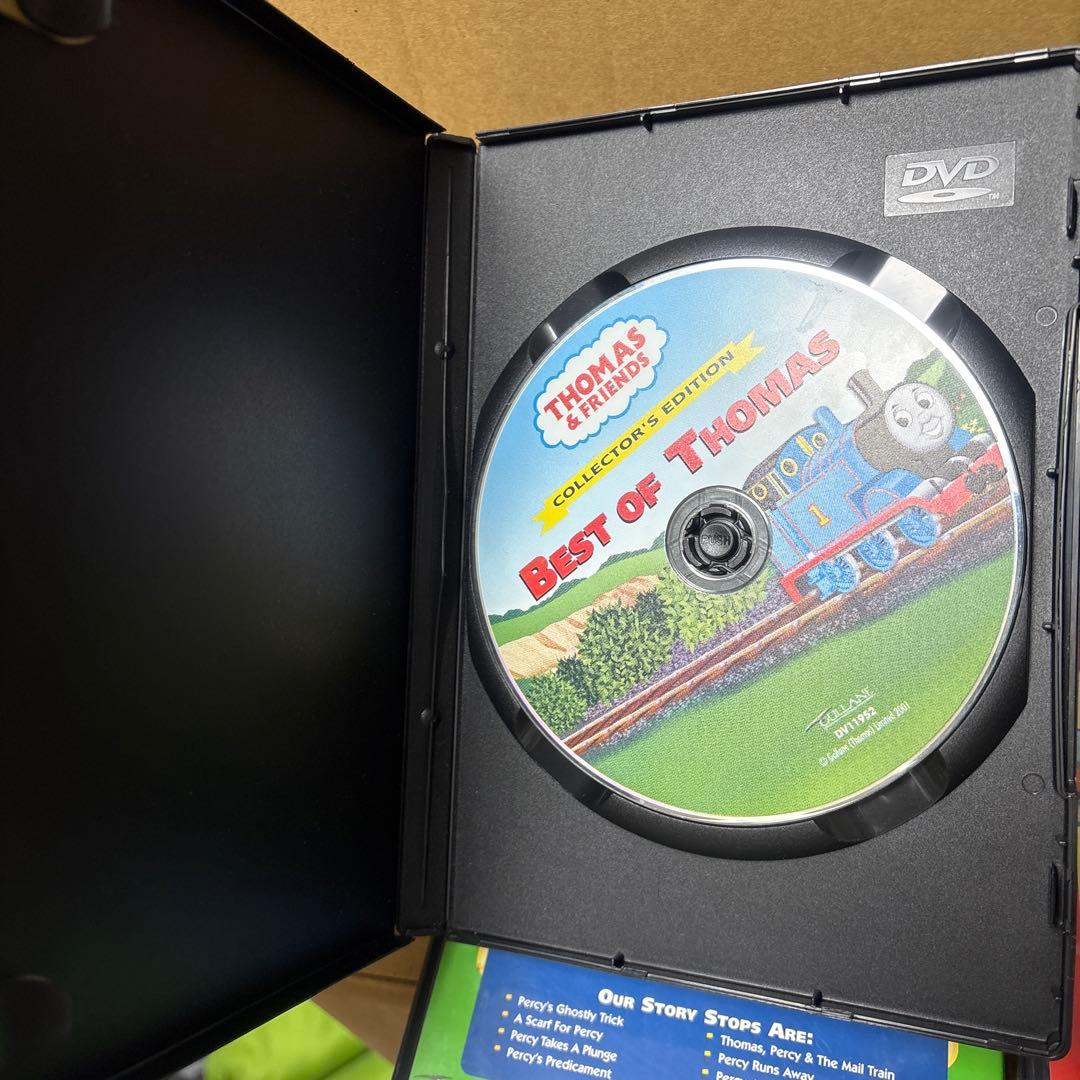 DVD
TM
THOMAS
& FRIENDS
COLLECTOR'S EDITION
BEST OF THOMAS
1
PUSH
GULLANE
DV11952
© Gullane (Thomas) Limited 2001
OUR STORY STOPS ARE:
Percy's Ghostly Trick
A Scarf For Percy
Percy Takes A Plunge
Percy's Predicament
Thomas, Percy & The Mail Train
Percy Runs Away